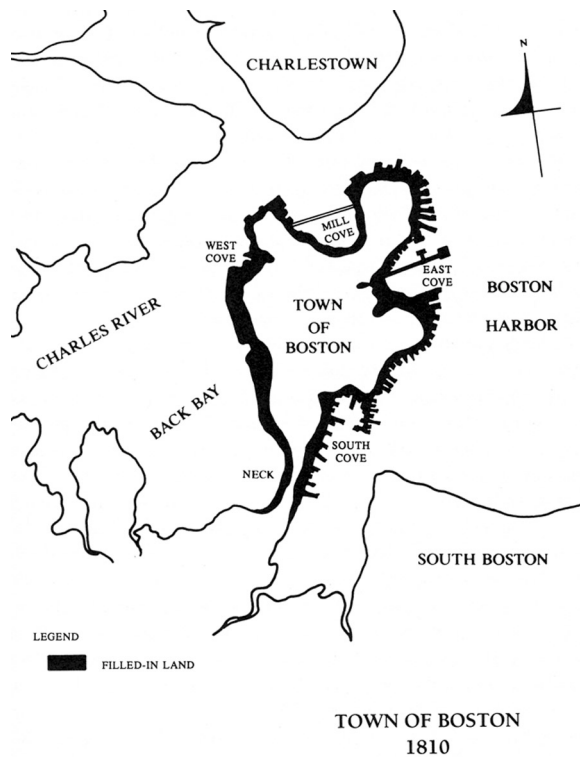 CHARLESTOWN
N
MILL
COVE
WEST
COVE
EAST
COVE
BOSTON
HARBOR
TOWN
OF
BOSTON
CHARLES RIVER
BACK BAY
SOUTH
COVE
NECK
SOUTH BOSTON
LEGEND
FILLED-IN LAND
TOWN OF BOSTON
1810